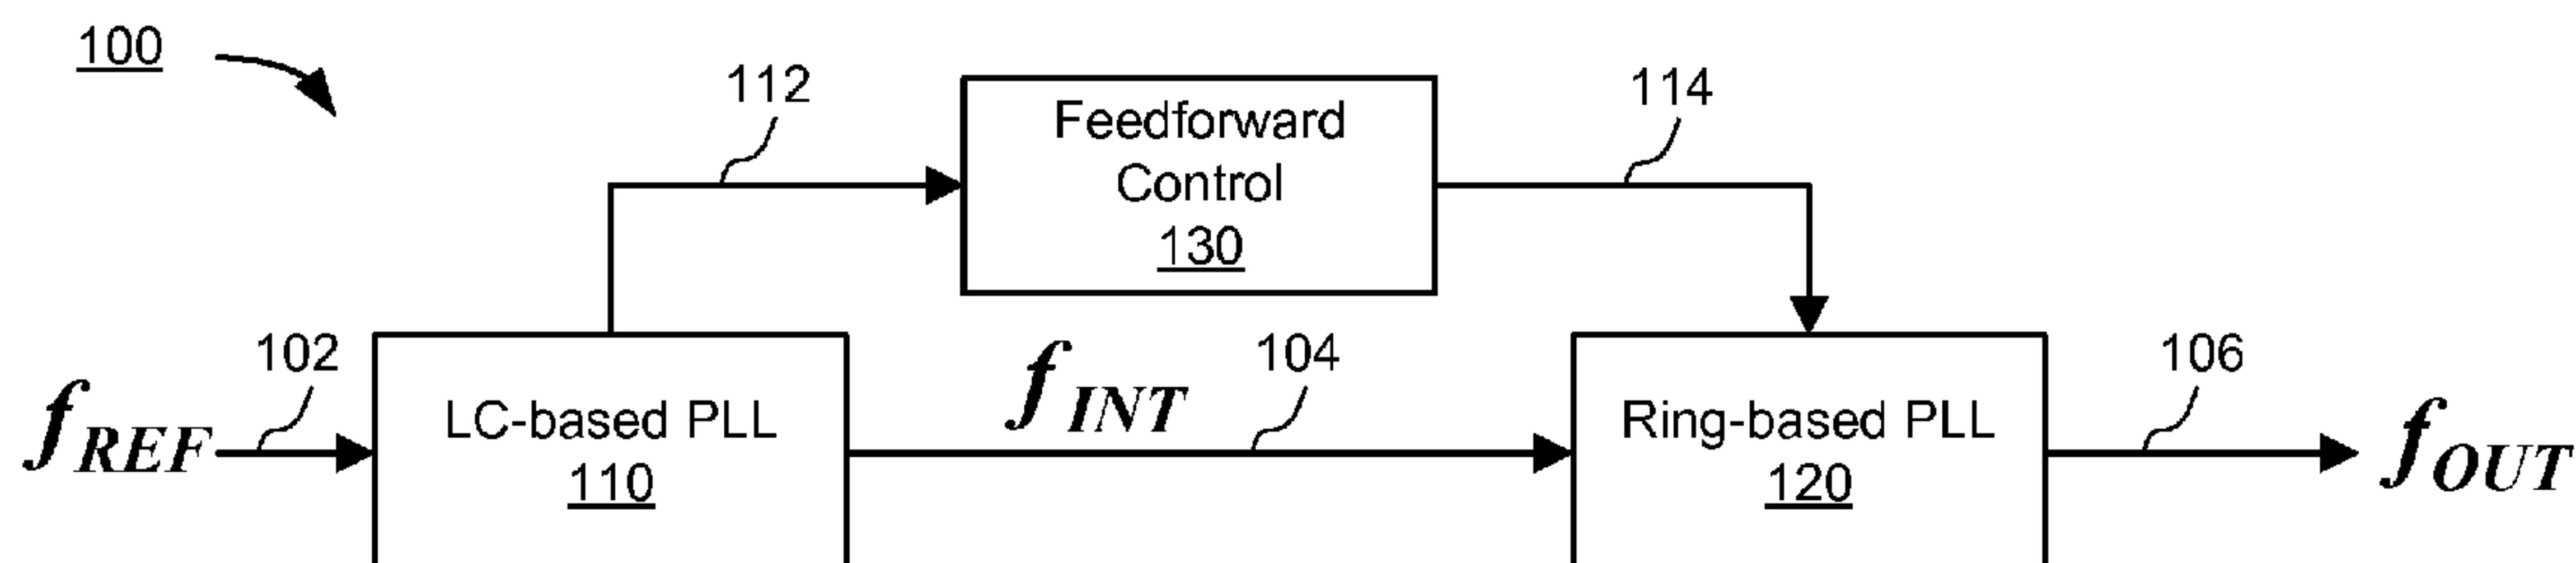 100
112
Feedforward
Control
130
114
f_REF
102
LC-based PLL
110
f_INT
104
Ring-based PLL
120
106
f_OUT